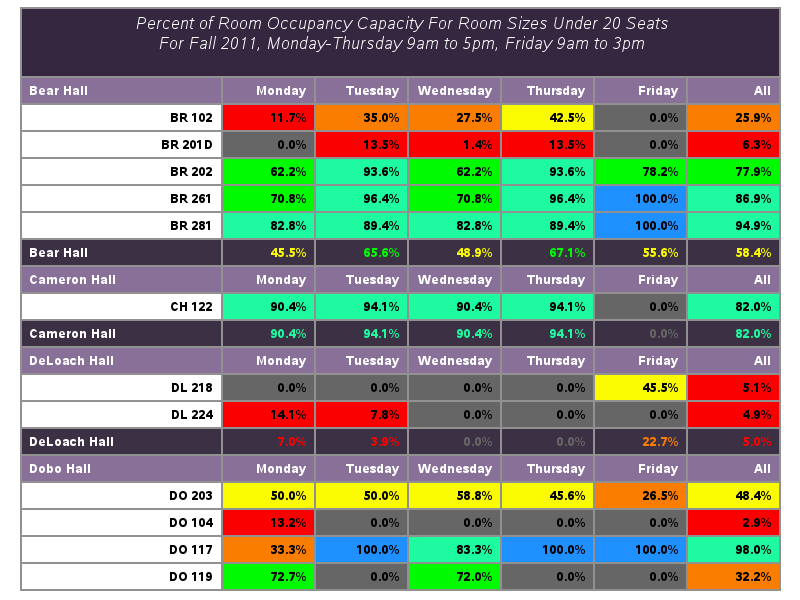 Percent of Room Occupancy Capacity For Room Sizes Under 20 Seats
For Fall 2011, Monday-Thursday 9am to 5pm, Friday 9am to 3pm
Bear Hall Monday Tuesday Wednesday Thursday Friday All
BR 102 11.7% 35.0% 27.5% 42.5% 0.0% 25.9%
BR 201D 0.0% 13.5% 1.4% 13.5% 0.0% 6.3%
BR 202 62.2% 93.6% 62.2% 93.6% 78.2% 77.9%
BR 261 70.8% 96.4% 70.8% 96.4% 100.0% 86.9%
BR 281 82.8% 89.4% 82.8% 89.4% 100.0% 94.9%
Bear Hall 45.5% 65.6% 48.9% 67.1% 55.6% 58.4%
Cameron Hall Monday Tuesday Wednesday Thursday Friday All
CH 122 90.4% 94.1% 90.4% 94.1% 0.0% 82.0%
Cameron Hall 90.4% 94.1% 90.4% 94.1% 0.0% 82.0%
DeLoach Hall Monday Tuesday Wednesday Thursday Friday All
DL 218 0.0% 0.0% 0.0% 0.0% 45.5% 5.1%
DL 224 14.1% 7.8% 0.0% 0.0% 0.0% 4.9%
DeLoach Hall 7.0% 3.9% 0.0% 0.0% 22.7% 5.0%
Dobo Hall Monday Tuesday Wednesday Thursday Friday All
DO 203 50.0% 50.0% 58.8% 45.6% 26.5% 48.4%
DO 104 13.2% 0.0% 0.0% 0.0% 0.0% 2.9%
DO 117 33.3% 100.0% 83.3% 100.0% 100.0% 98.0%
DO 119 72.7% 0.0% 72.0% 0.0% 0.0% 32.2%